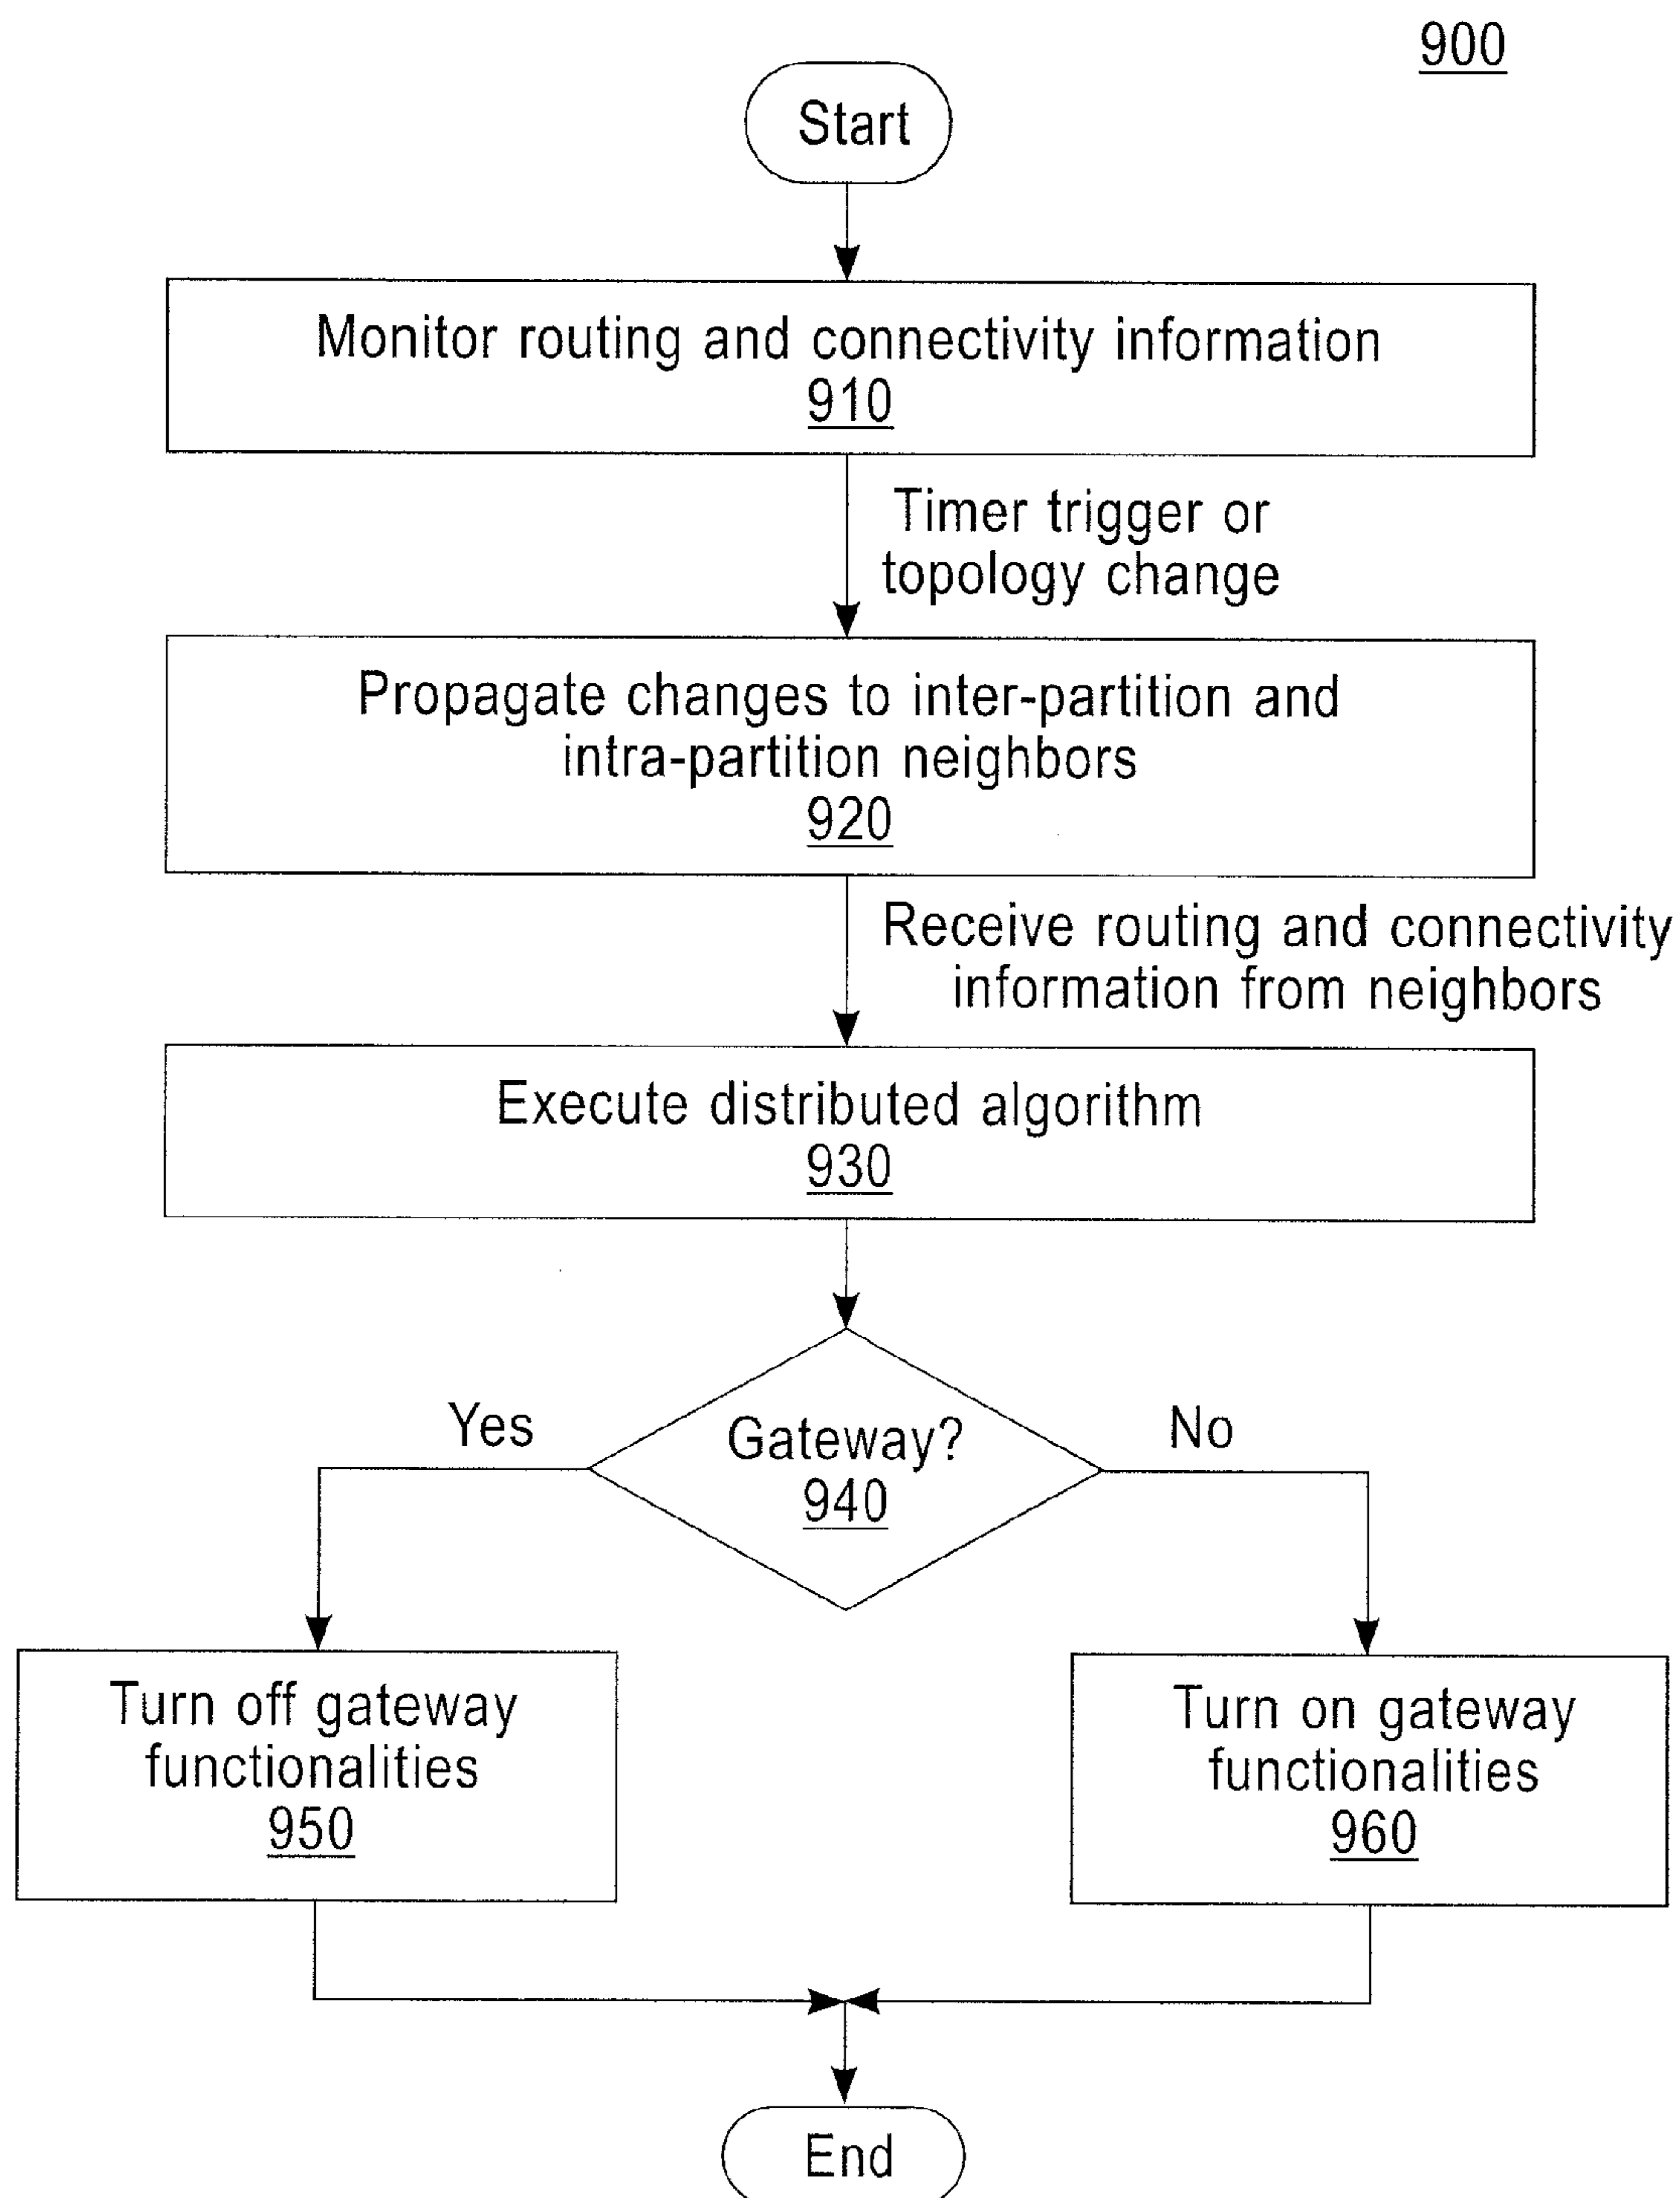 900
Start
Monitor routing and connectivity information
910
Timer trigger or
topology change
Propagate changes to inter-partition and
intra-partition neighbors
920
Receive routing and connectivity
information from neighbors
Execute distributed algorithm
930
Yes
Gateway?
940
No
Turn off gateway
functionalities
950
Turn on gateway
functionalities
960
End